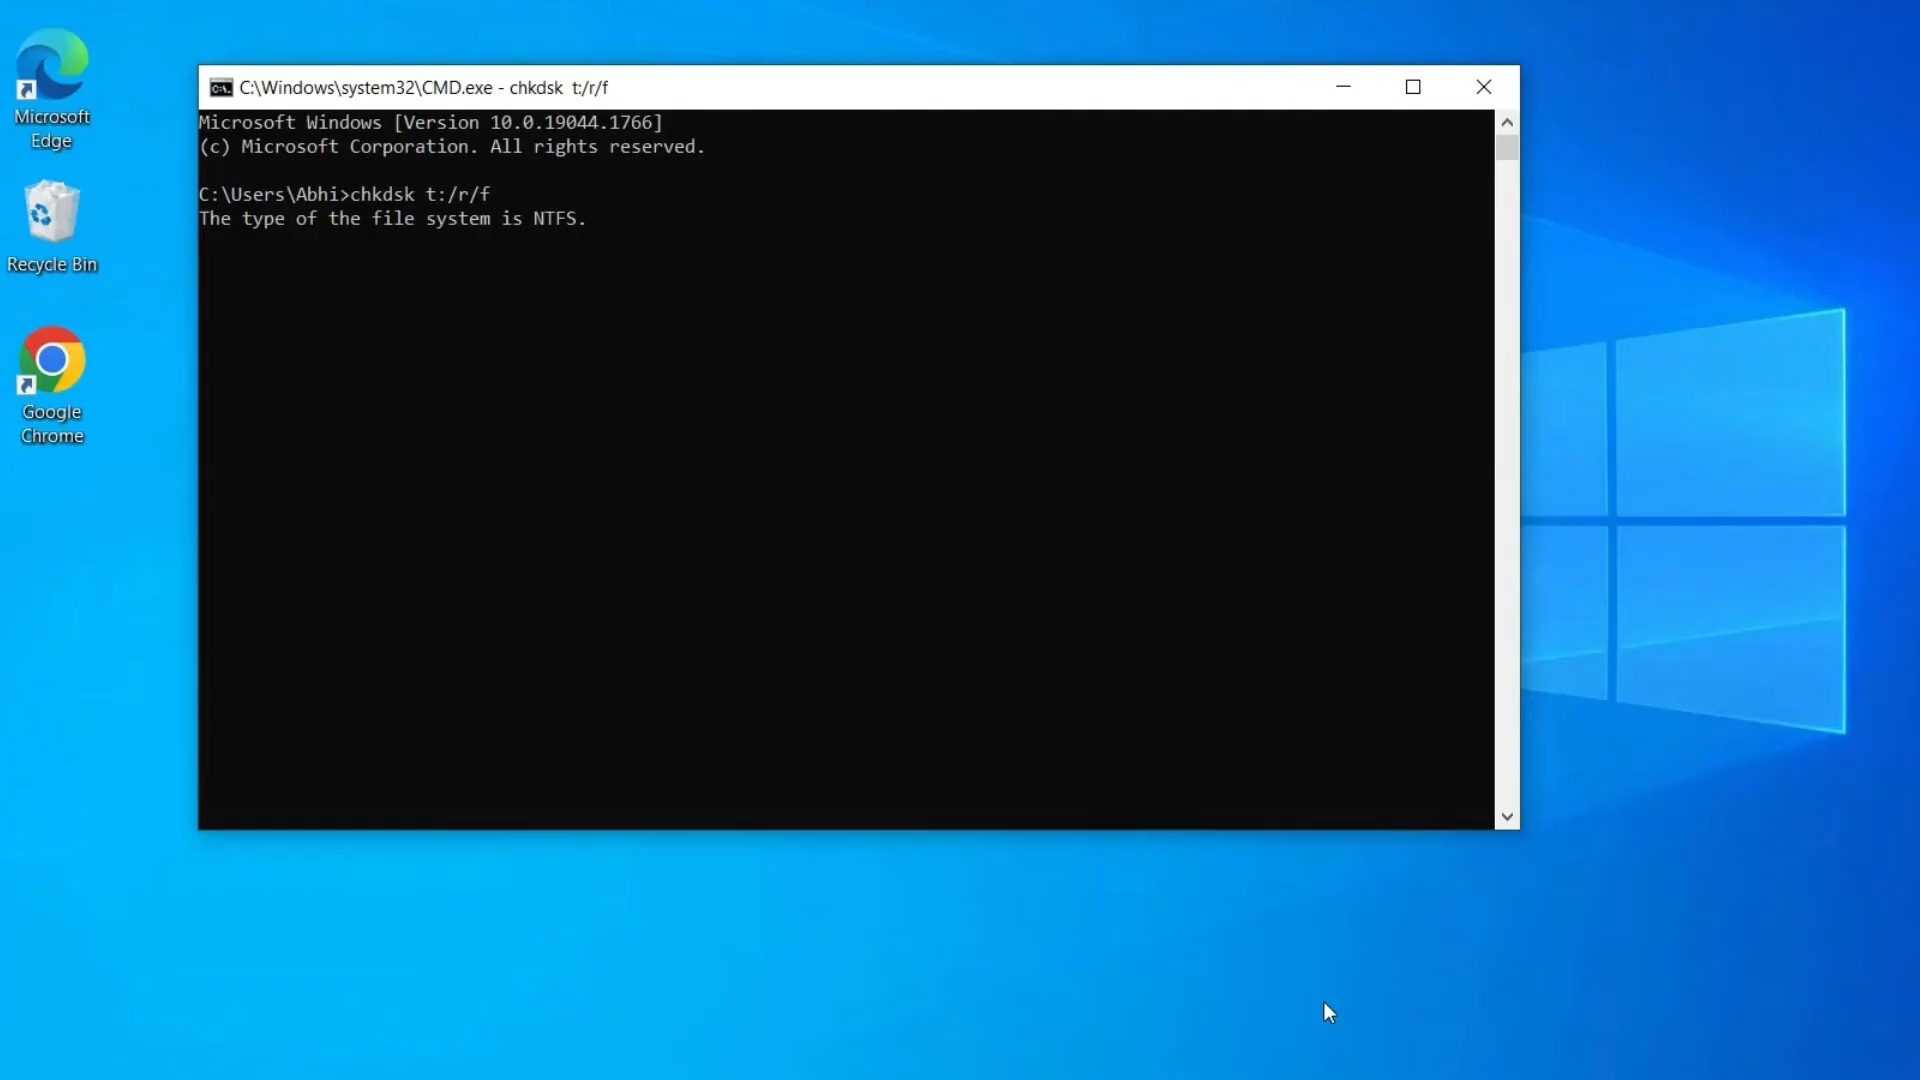 Microsoft
Edge
Recycle Bin
Google
Chrome
C:\Windows\system32\CMD.exe - chkdsk  t:/r/f
Microsoft Windows [Version 10.0.19044.1766]
(c) Microsoft Corporation. All rights reserved.
C:\Users\Abhi>chkdsk t:/r/f
The type of the file system is NTFS.